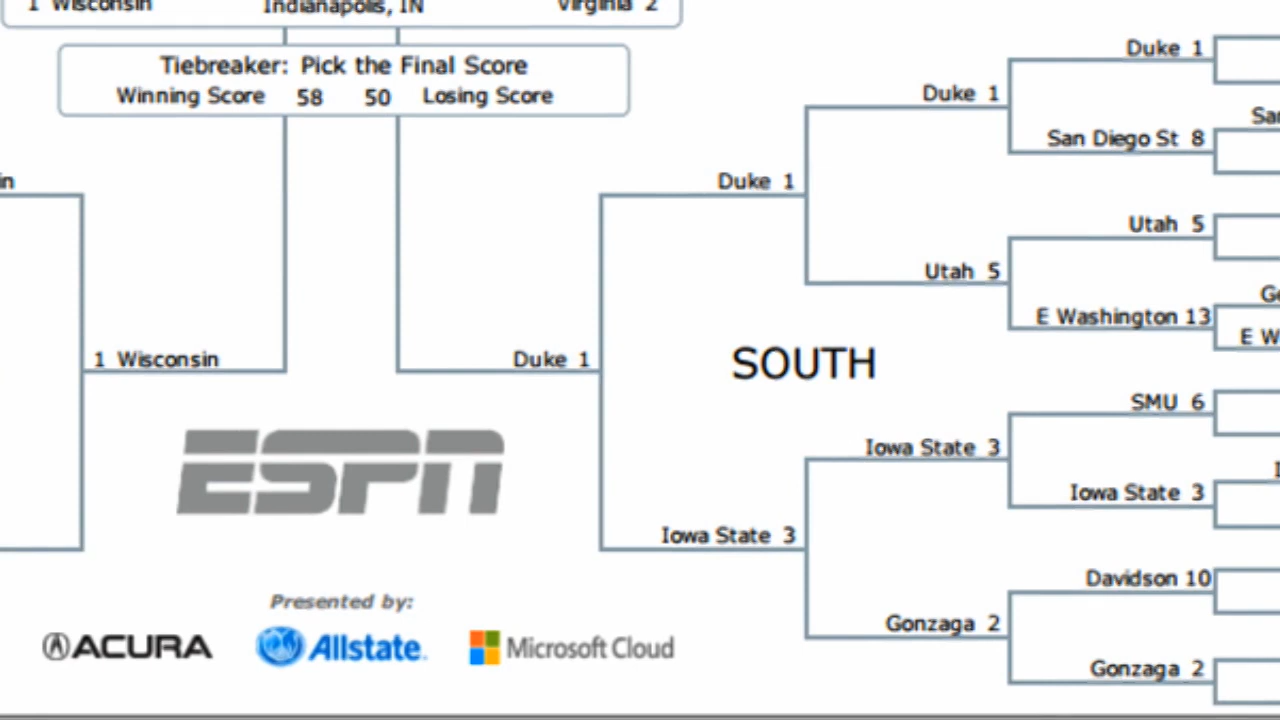 1 Wisconsin Indianapolis, IN Virginia 2
Tiebreaker: Pick the Final Score
Winning Score 58 50 Losing Score
Duke 1
Duke 1
San Diego St 8
Duke 1
Utah 5
Utah 5
E Washington 13
1 Wisconsin
Duke 1
SOUTH
SMU 6
Iowa State 3
Iowa State 3
Iowa State 3
Davidson 10
Gonzaga 2
Gonzaga 2
ESPN
Presented by:
ACURA
Allstate.
Microsoft Cloud